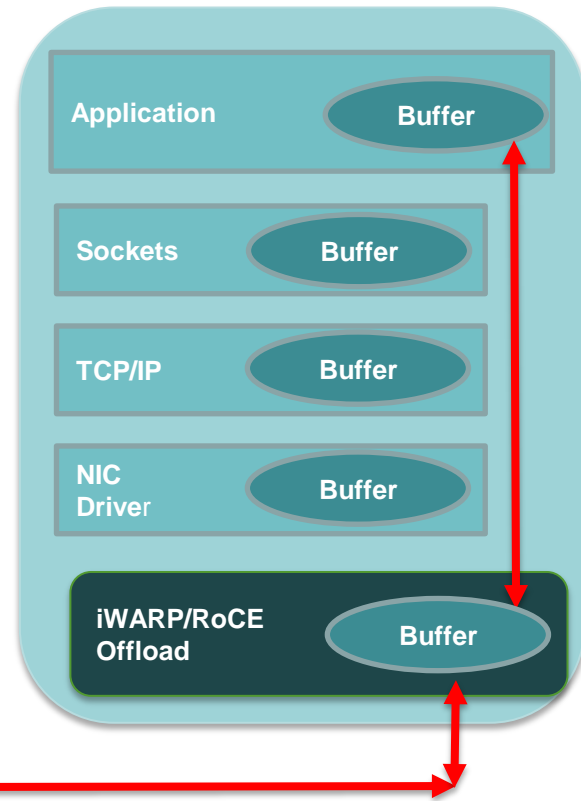 Application
Buffer
Sockets
Buffer
TCP/IP
Buffer
NIC
Driver
Buffer
iWARP/RoCE
Offload
Buffer